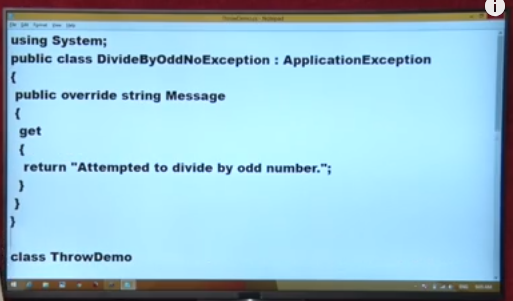 ThrowDemo.cs - Notepad
File Edit Format View Help
using System;
public class DivideByOddNoException : ApplicationException
{
public override string Message
{
get
{
return "Attempted to divide by odd number.";
}
}
}
class ThrowDemo